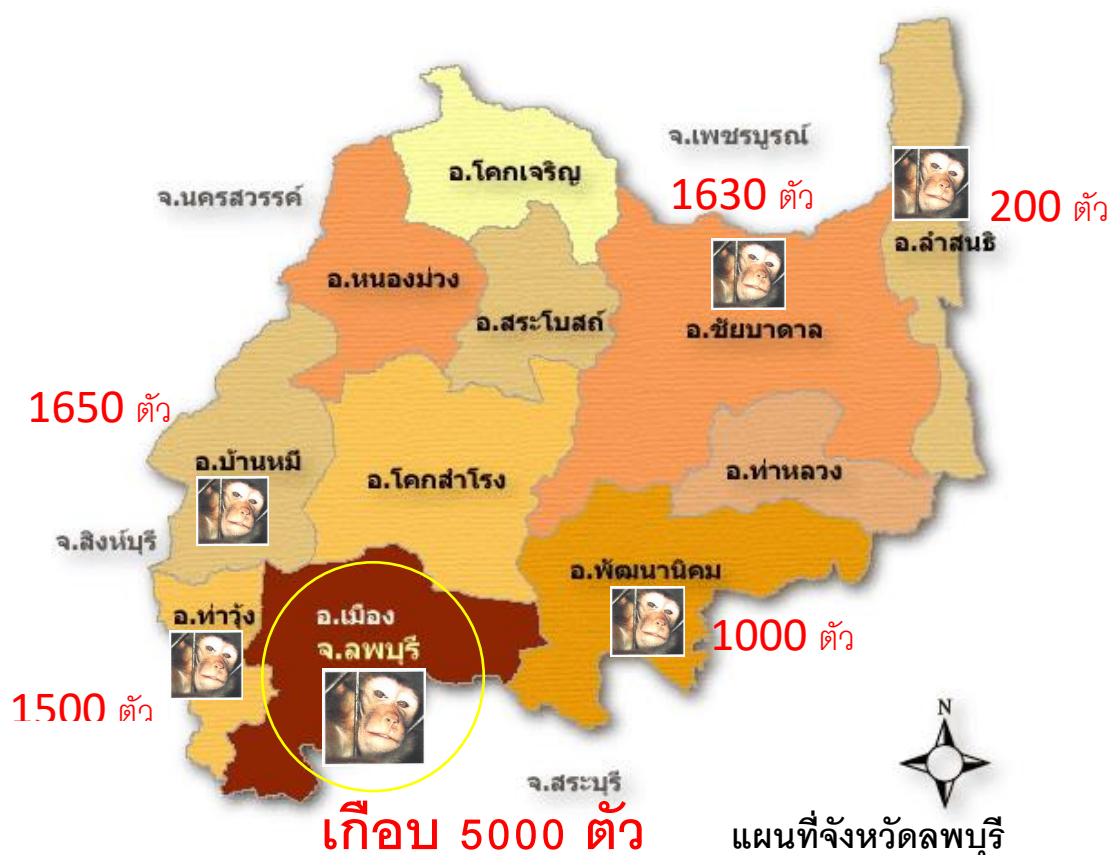 จ.เพชรบูรณ์
อ.โคกเจริญ
จ.นครสวรรค์
1630 ตัว
200 ตัว
อ.ลำสนธิ
อ.หนองม่วง
อ.สระโบสถ์
อ.ชัยบาดาล
1650 ตัว
อ.บ้านหมี่
อ.โคกสำโรง
อ.ท่าหลวง
จ.สิงห์บุรี
อ.พัฒนานิคม
อ.ท่าวุ้ง
อ.เมือง
จ.ลพบุรี
1000 ตัว
1500 ตัว
N
จ.สระบุรี
เกือบ 5000 ตัว
แผนที่จังหวัดลพบุรี